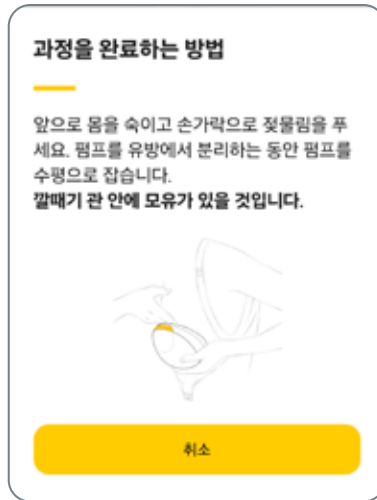 과정을 완료하는 방법
앞으로 몸을 숙이고 손가락으로 젖물림을 푸
세요. 펌프를 유방에서 분리하는 동안 펌프를
수평으로 잡습니다.
깔때기 관 안에 모유가 있을 것입니다.
취소